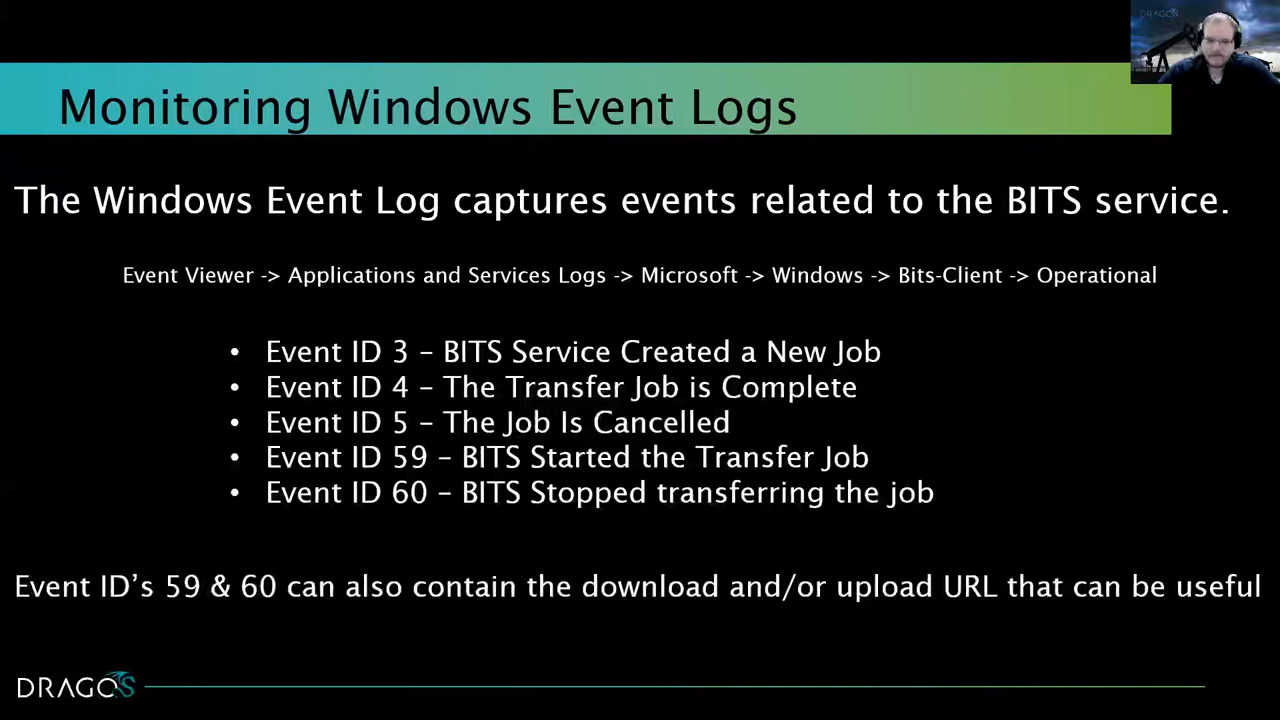 DRAGOS
Monitoring Windows Event Logs
The Windows Event Log captures events related to the BITS service.
Event Viewer -> Applications and Services Logs -> Microsoft -> Windows -> Bits-Client -> Operational
• Event ID 3 – BITS Service Created a New Job
• Event ID 4 – The Transfer Job is Complete
• Event ID 5 – The Job Is Cancelled
• Event ID 59 – BITS Started the Transfer Job
• Event ID 60 – BITS Stopped transferring the job
Event ID’s 59 & 60 can also contain the download and/or upload URL that can be useful
DRAGOS